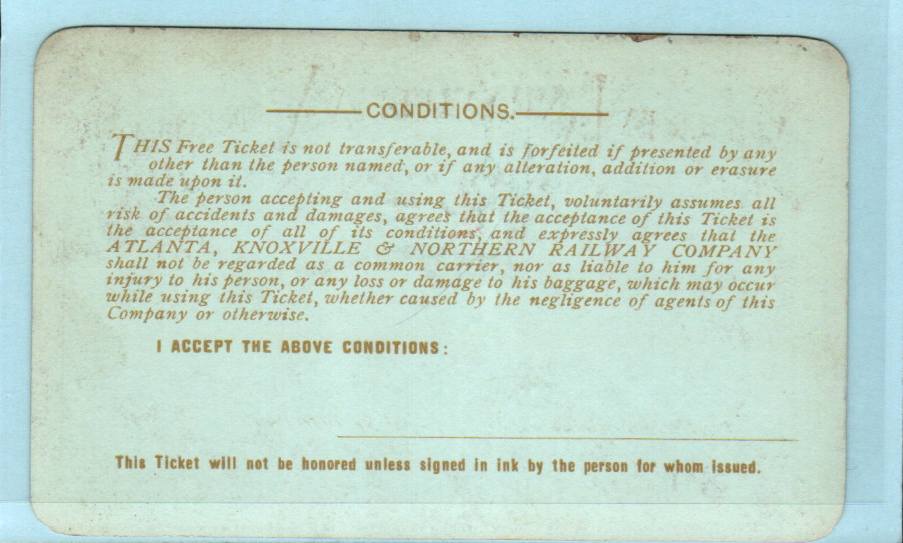 CONDITIONS.
THIS Free Ticket is not transferable, and is forfeited if presented by any
other than the person named, or if any alteration, addition or erasure
is made upon it.
The person accepting and using this Ticket, voluntarily assumes all
risk of accidents and damages, agrees that the acceptance of this Ticket is
the acceptance of all of its conditions, and expressly agrees that the
ATLANTA, KNOXVILLE & NORTHERN RAILWAY COMPANY
shall not be regarded as a common carrier, nor as liable to him for any
injury to his person, or any loss or damage to his baggage, which may occur
while using this Ticket, whether caused by the negligence of agents of this
Company or otherwise.
I ACCEPT THE ABOVE CONDITIONS:
This Ticket will not be honored unless signed in ink by the person for whom issued.